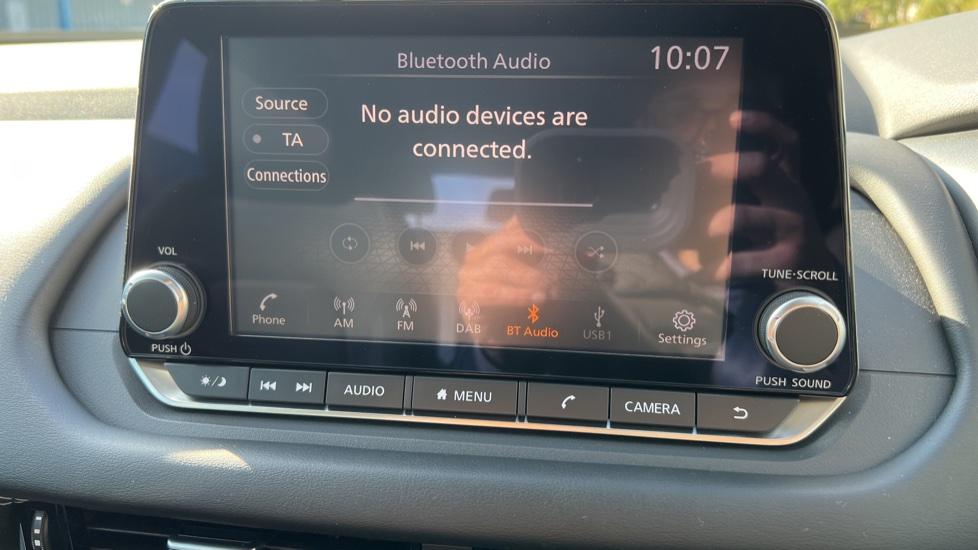 Bluetooth Audio 10:07
Source
TA
Connections
No audio devices are
connected.
VOL
PUSH
TUNE·SCROLL
PUSH SOUND
Phone AM FM DAB BT Audio USB1 Settings
AUDIO MENU CAMERA